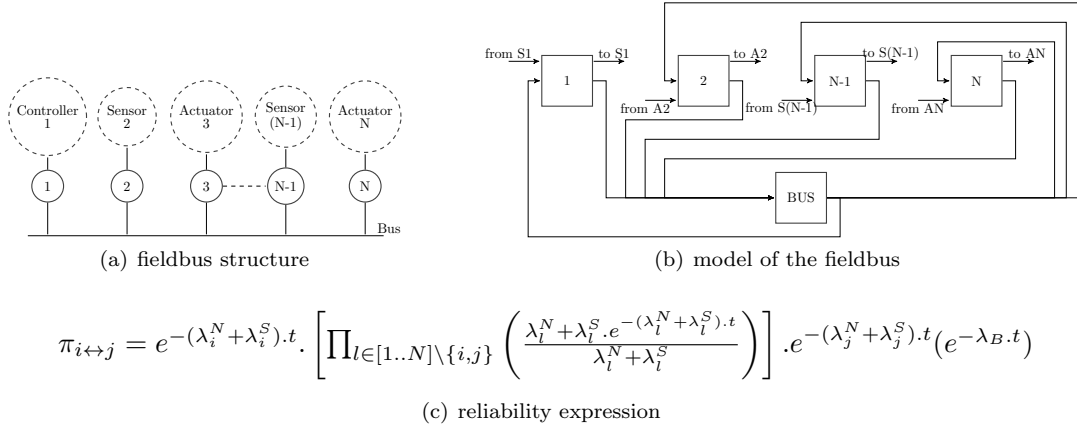 Controller
1
Sensor
2
Actuator
3
Sensor
(N-1)
Actuator
N
1
2
3
N-1
N
Bus
(a) fieldbus structure
from S1
to S1
1
to A2
2
from A2
to S(N-1)
N-1
from S(N-1)
to AN
N
from AN
BUS
(b) model of the fieldbus
π_{i↔j} = e^{-(λ_i^N+λ_i^S).t}. [∏_{l∈[1..N]\{i,j}} ((λ_l^N+λ_l^S.e^{-(λ_l^N+λ_l^S).t})/(λ_l^N+λ_l^S))] .e^{-(λ_j^N+λ_j^S).t}(e^{-λ_B.t})
(c) reliability expression